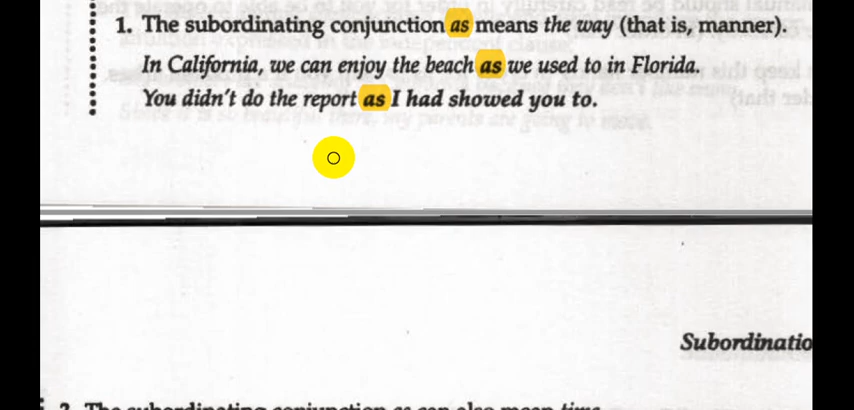 1. The subordinating conjunction as means the way (that is, manner).
In California, we can enjoy the beach as we used to in Florida.
You didn't do the report as I had showed you to.
Subordinatio
2. The subordinating conjunction as can also mean time